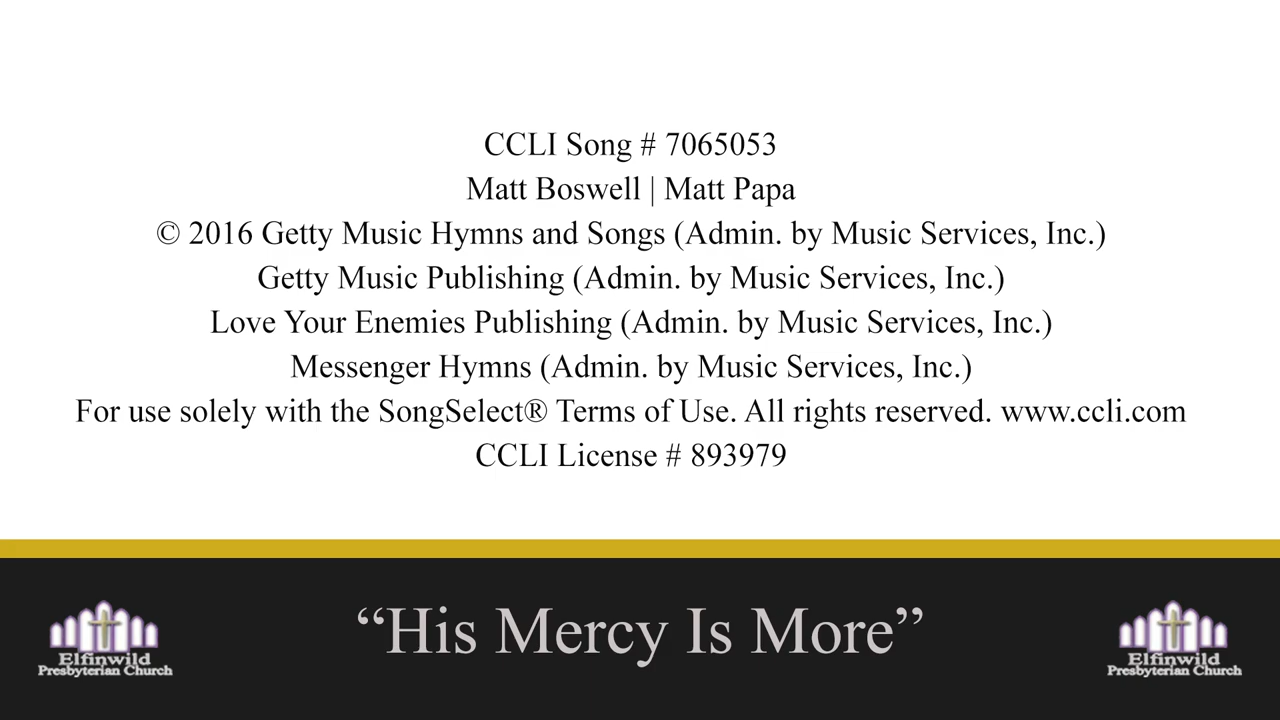 CCLI Song # 7065053
Matt Boswell | Matt Papa
© 2016 Getty Music Hymns and Songs (Admin. by Music Services, Inc.)
Getty Music Publishing (Admin. by Music Services, Inc.)
Love Your Enemies Publishing (Admin. by Music Services, Inc.)
Messenger Hymns (Admin. by Music Services, Inc.)
For use solely with the SongSelect® Terms of Use. All rights reserved. www.ccli.com
CCLI License # 893979
Elfinwild
Presbyterian Church
“His Mercy Is More”
Elfinwild
Presbyterian Church